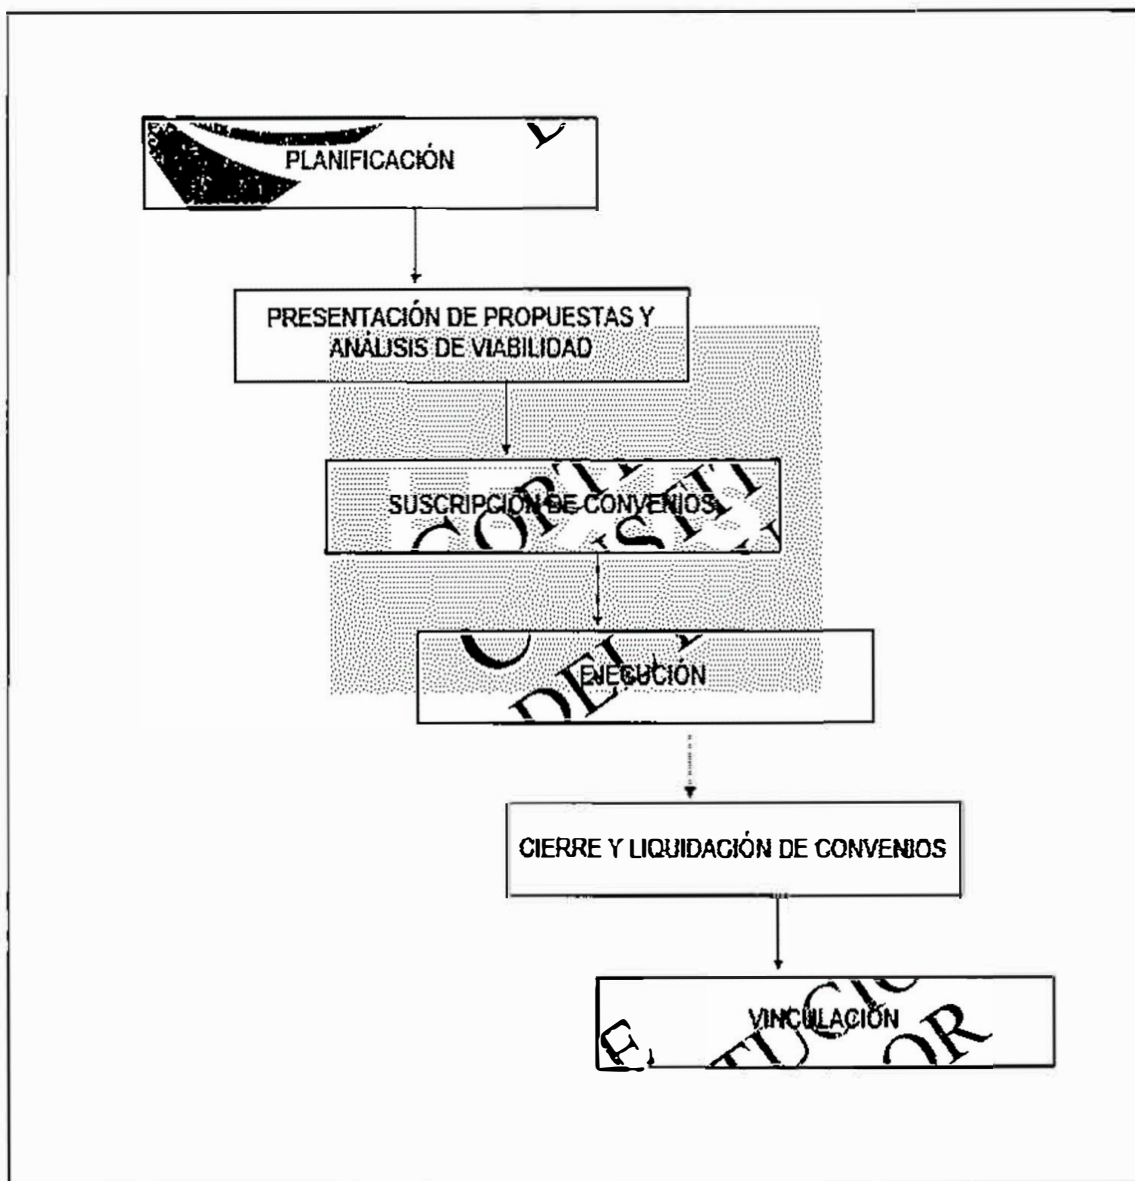 PLANIFICACIÓN
PRESENTACIÓN DE PROPUESTAS Y
ANÁLISIS DE VIABILIDAD
SUSCRIPCIÓN DE CONVENIOS
EJECUCIÓN
CIERRE Y LIQUIDACIÓN DE CONVENIOS
VINCULACIÓN